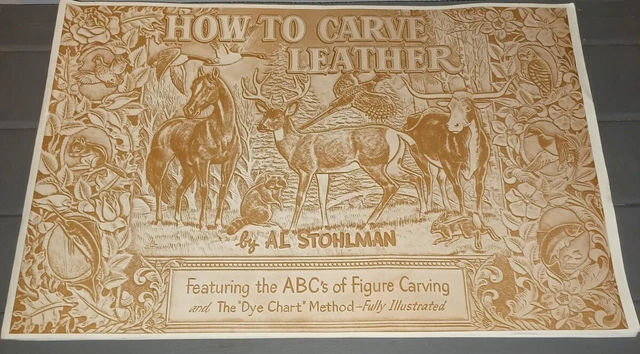 HOW TO CARVE
LEATHER
by AL STOHLMAN
Featuring the ABC's of Figure Carving
and The "Dye Chart" Method - Fully Illustrated